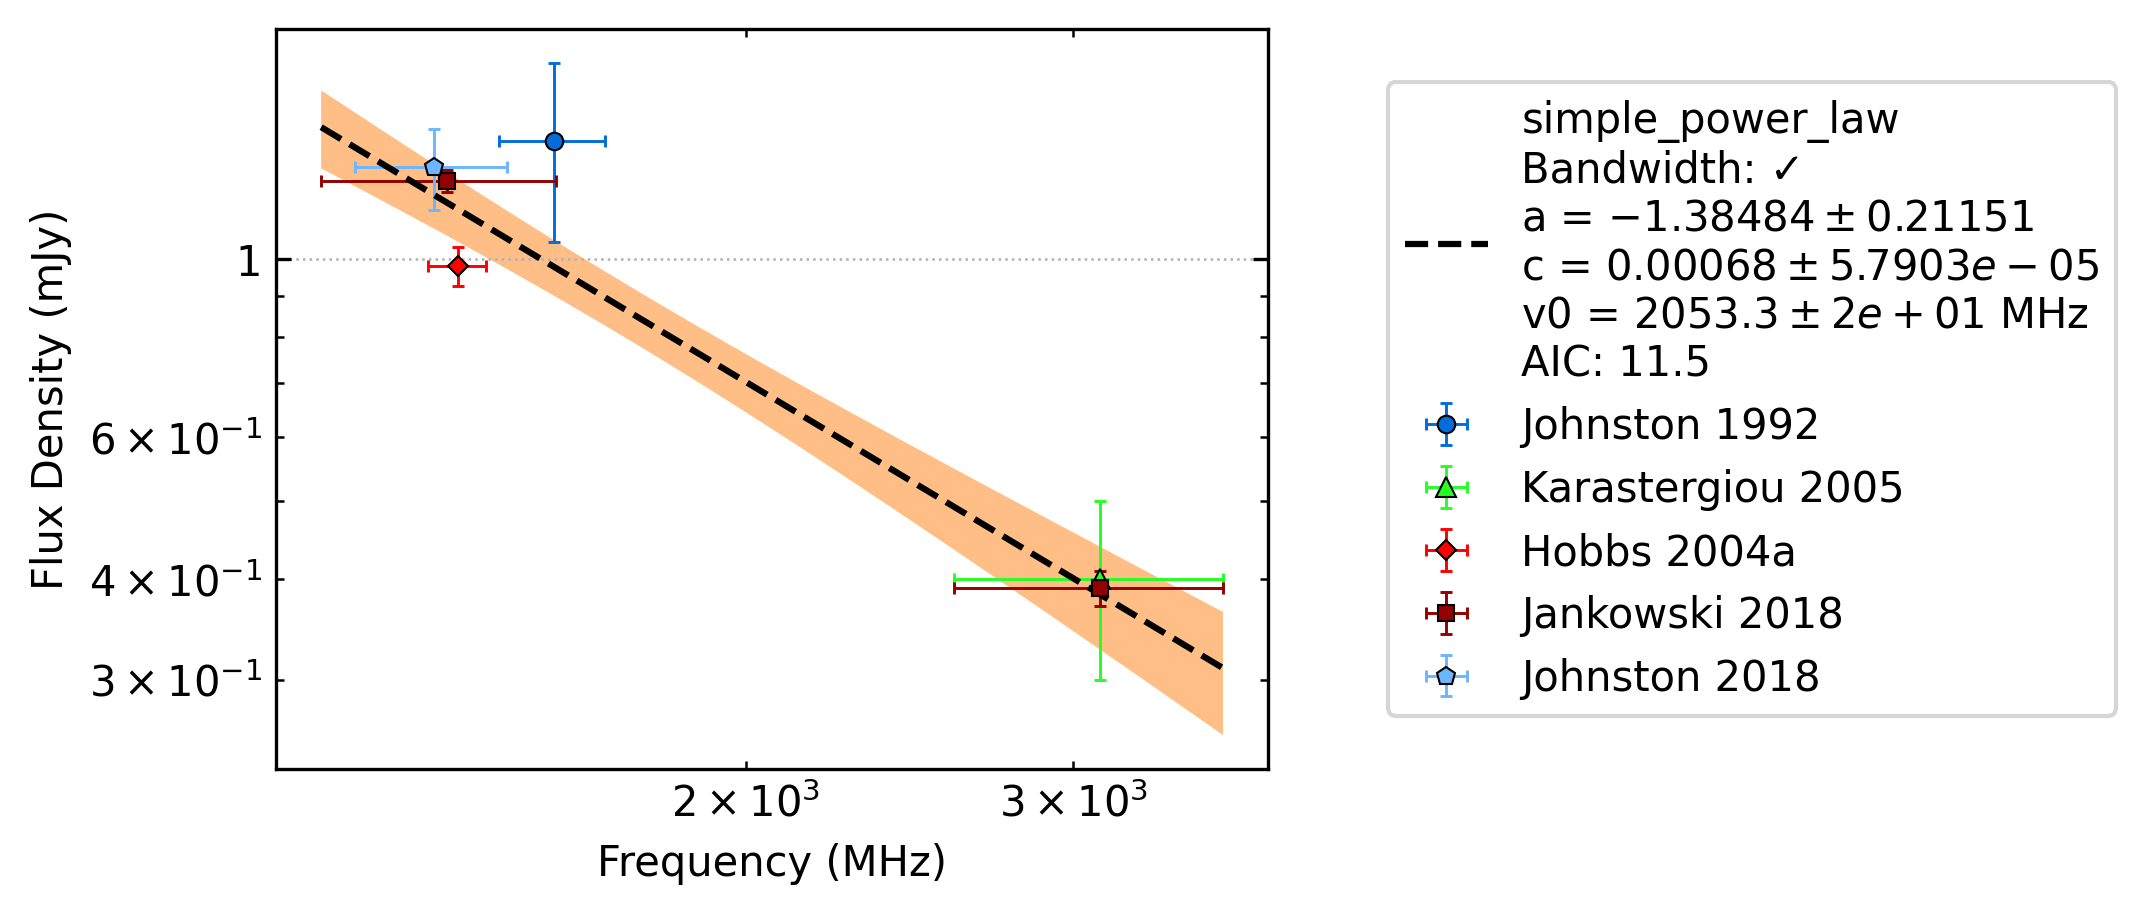 Flux Density (mJy)
1
6 × 10⁻¹
4 × 10⁻¹
3 × 10⁻¹
2 × 10³
3 × 10³
Frequency (MHz)
simple_power_law
Bandwidth: ✓
a = −1.38484 ± 0.21151
c = 0.00068 ± 5.7903e − 05
v0 = 2053.3 ± 2e + 01 MHz
AIC: 11.5
Johnston 1992
Karastergiou 2005
Hobbs 2004a
Jankowski 2018
Johnston 2018